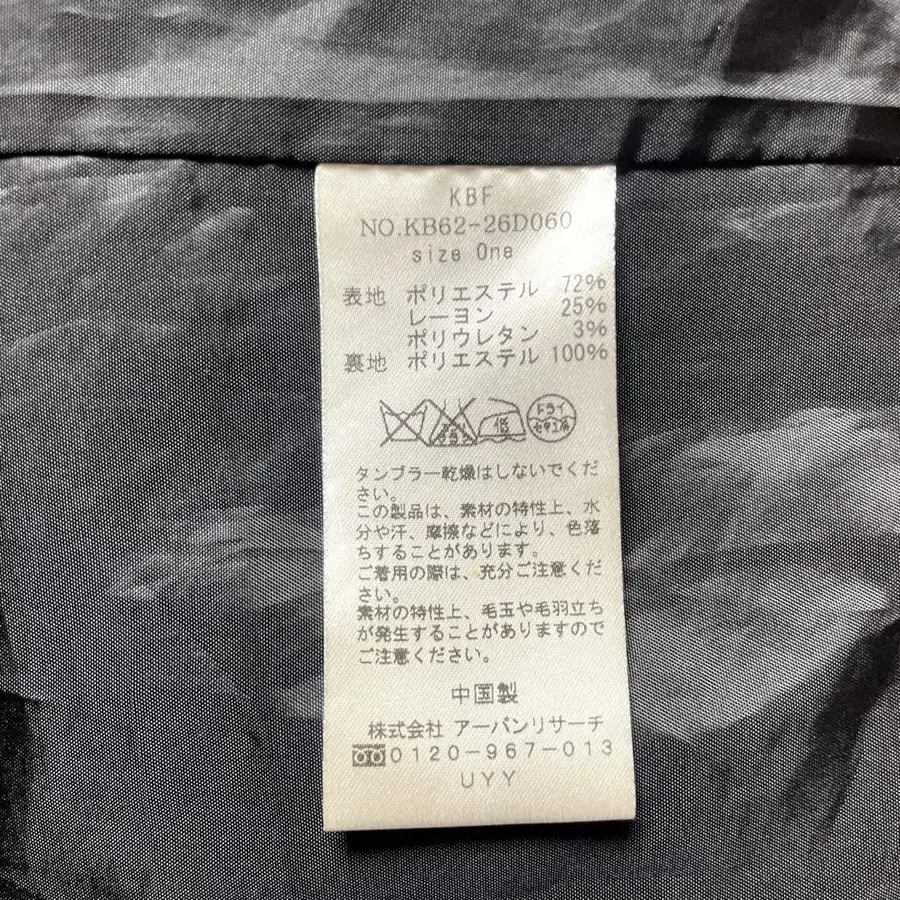 KBF
NO.KB62-26D060
size One
表地 ポリエステル 72%
レーヨン 25%
ポリウレタン 3%
裏地 ポリエステル 100%
低 ドライ
タンブラー乾燥はしないでくだ
さい。
この製品は、素材の特性上、水
分や汗、摩擦などにより、色落
ちすることがあります。
ご着用の際は、充分ご注意くだ
さい。
素材の特性上、毛玉や毛羽立ち
が発生することがありますので
ご注意ください。
中国製
株式会社 アーバンリサーチ
0120-967-013
UYY